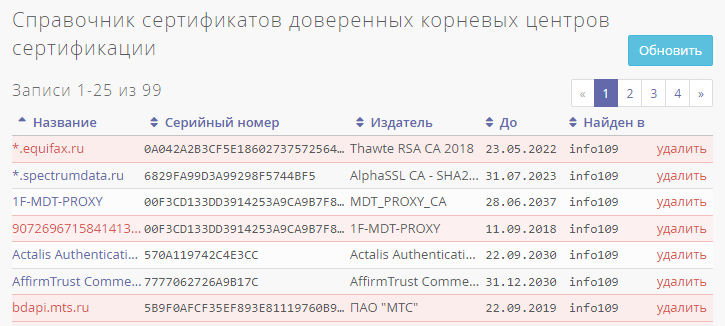 Справочник сертификатов доверенных корневых центров
сертификации
Обновить
Записи 1-25 из 99
« 1 2 3 4 »
Название Серийный номер Издатель До Найден в
*.equifax.ru 0A042A2B3CF5E18602737572564… Thawte RSA CA 2018 23.05.2022 info109 удалить
*.spectrumdata.ru 6829FA99D3A99298F5744BF5 AlphaSSL CA - SHA2… 31.07.2023 info109 удалить
1F-MDT-PROXY 00F3CD133DD3914253A9CA9B7F8… MDT_PROXY_CA 28.06.2037 info109 удалить
9072696715841413… 00F3CD133DD3914253A9CA9B7F8… 1F-MDT-PROXY 11.09.2018 info109 удалить
Actalis Authenticati… 570A119742C4E3CC Actalis Authenticati… 22.09.2030 info109 удалить
AffirmTrust Comme… 7777062726A9B17C AffirmTrust Comme… 31.12.2030 info109 удалить
bdapi.mts.ru 5B9F0AFCF35EF893E81119760B9… ПАО "МТС" 22.09.2019 info109 удалить